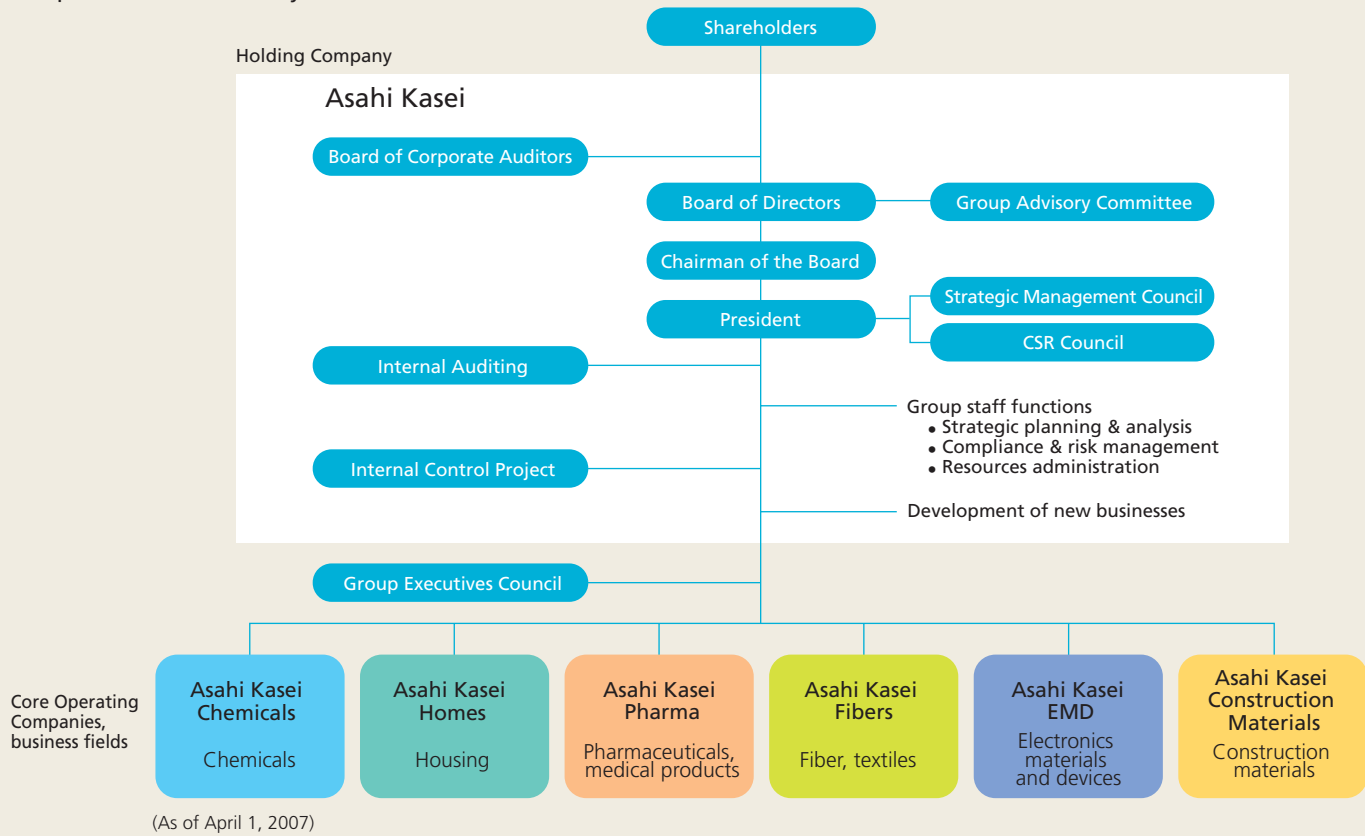 Shareholders
Holding Company
Asahi Kasei
Board of Corporate Auditors
Board of Directors
Group Advisory Committee
Chairman of the Board
Strategic Management Council
President
CSR Council
Internal Auditing
Group staff functions
• Strategic planning & analysis
• Compliance & risk management
• Resources administration
Internal Control Project
Development of new businesses
Group Executives Council
Core Operating
Companies,
business fields
Asahi Kasei
Chemicals
Chemicals
Asahi Kasei
Homes
Housing
Asahi Kasei
Pharma
Pharmaceuticals,
medical products
Asahi Kasei
Fibers
Fiber, textiles
Asahi Kasei
EMD
Electronics
materials
and devices
Asahi Kasei
Construction
Materials
Construction
materials
(As of April 1, 2007)